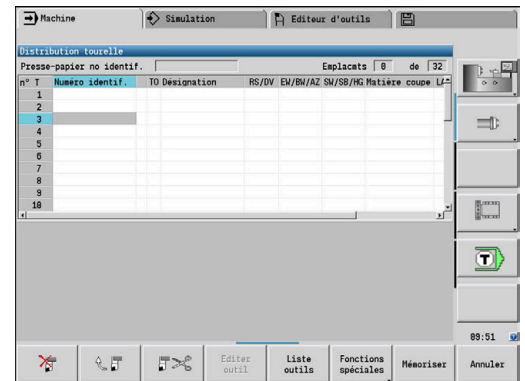 Machine
Simulation
Editeur d'outils
Distribution tourelle
Presse-papier no identif.
Emplacmts 0 de 32
n° T Numéro identif. TO Désignation RS/DV EW/BW/AZ SW/SB/HG Matière coupe
1
2
3
4
5
6
7
8
9
10
T
09:51
Editer outil
Liste outils
Fonctions spéciales
Mémoriser
Annuler